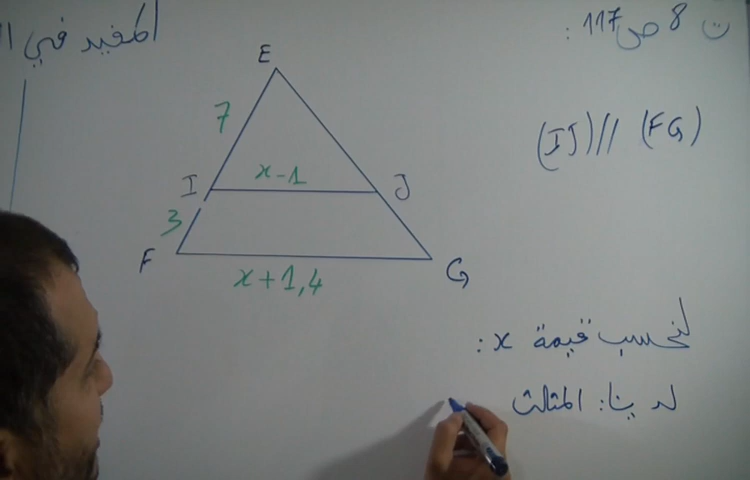 ت 8 ص 117 :
المفيد في ا
E
7
(IJ) // (FG)
I
x-1
J
3
F
G
x+1,4
لنحسب قيمة x :
لدينا: المثلث